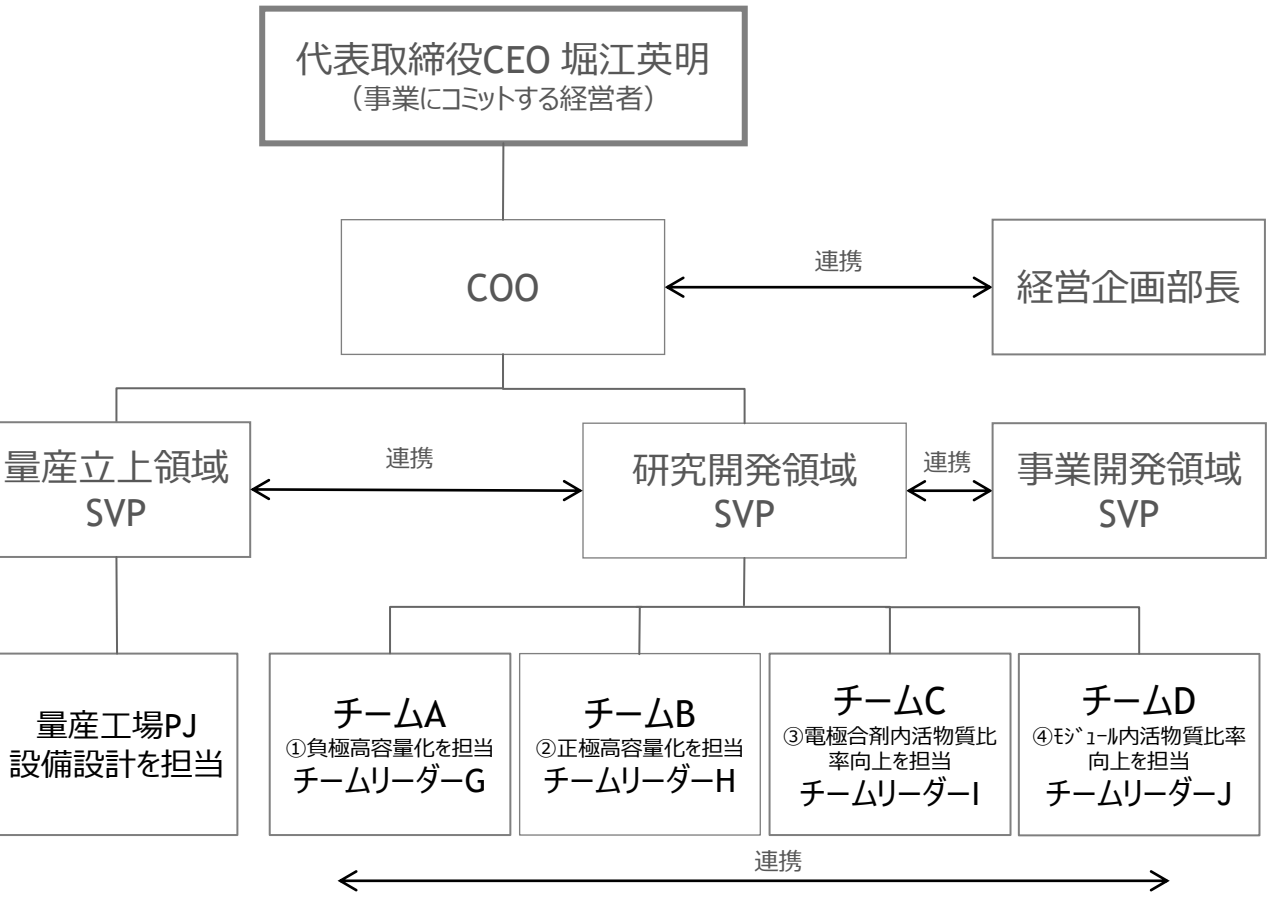 代表取締役CEO 堀江英明
（事業にコミットする経営者）
COO
連携
経営企画部長
量産立上領域
SVP
連携
研究開発領域
SVP
連携
事業開発領域
SVP
量産工場PJ
設備設計を担当
チームA
①負極高容量化を担当
チームリーダーG
チームB
②正極高容量化を担当
チームリーダーH
チームC
③電極合剤内活物質比
率向上を担当
チームリーダーI
チームD
④ﾓｼﾞｭｰﾙ内活物質比率
向上を担当
チームリーダーJ
連携